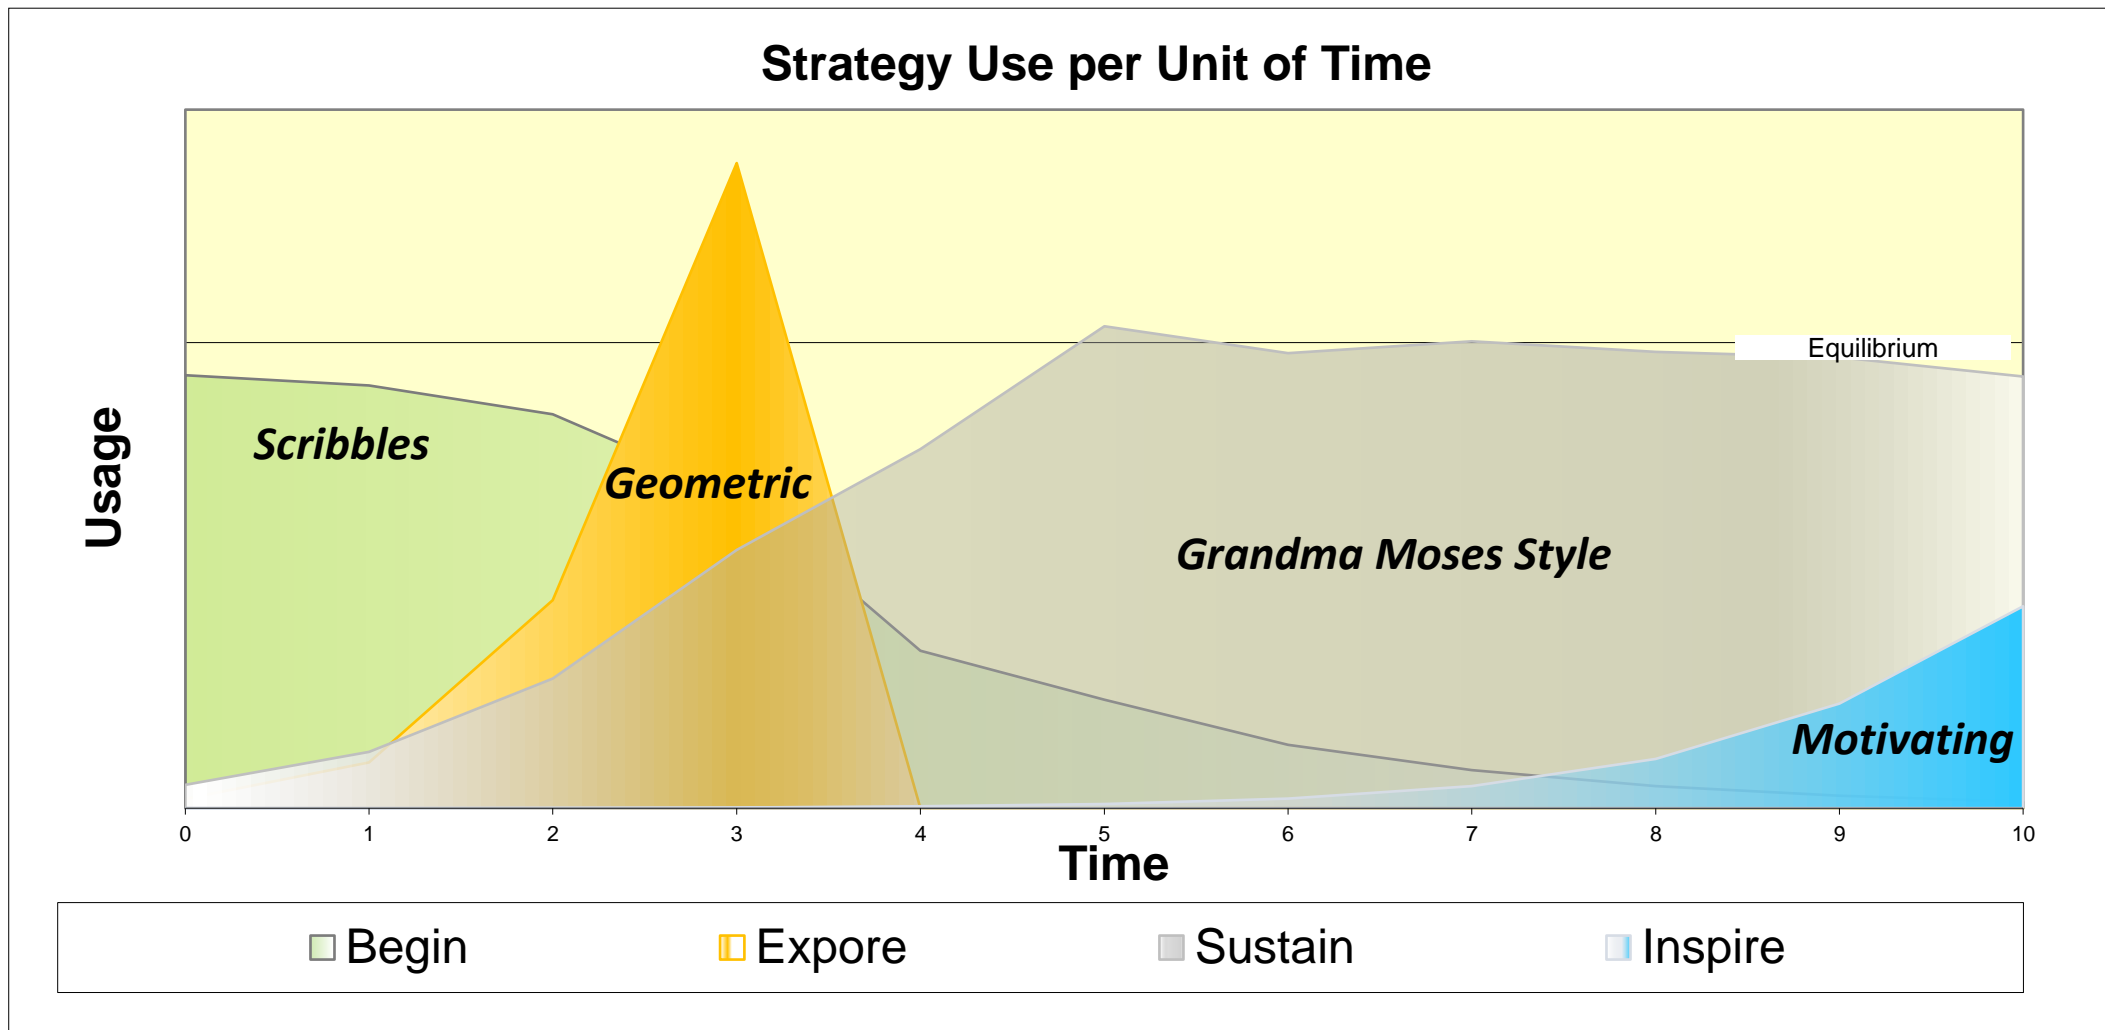 Strategy Use per Unit of Time
Equilibrium
Scribbles
Geometric
Grandma Moses Style
Motivating
Usage
0 1 2 3 4 5 6 7 8 9 10
Time
Begin Expore Sustain Inspire